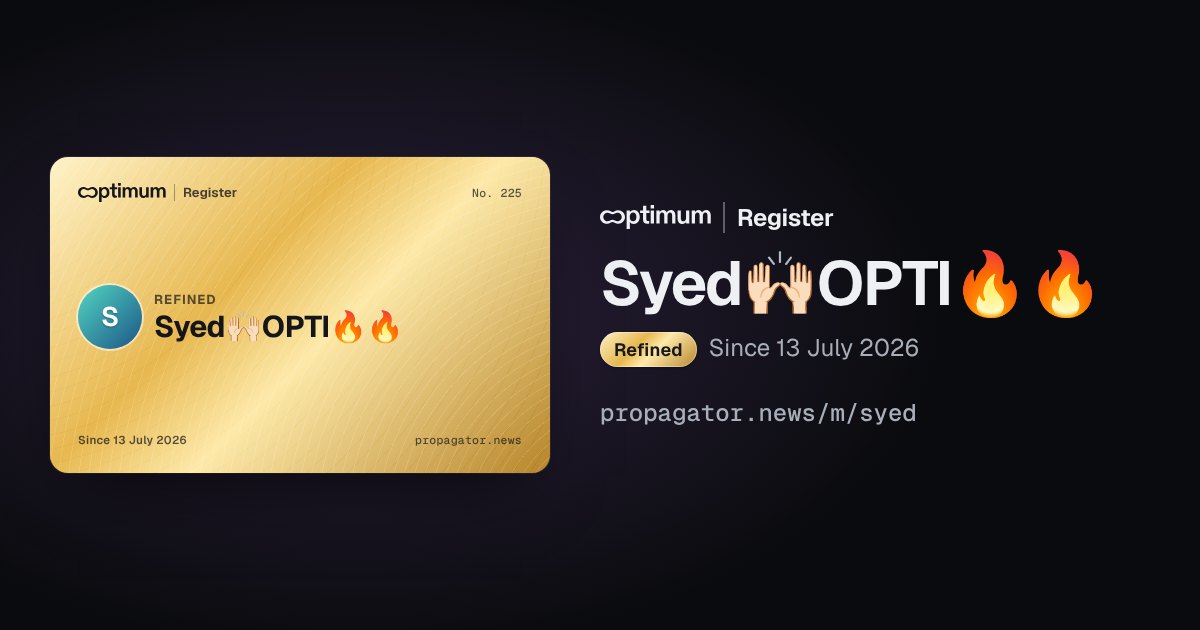 optimum | Register
No. 225
S
REFINED
Syed🙌🏻OPTI🔥🔥
Since 13 July 2026
propagator.news
optimum | Register
Syed🙌🏻OPTI🔥🔥
Refined
Since 13 July 2026
propagator.news/m/syed